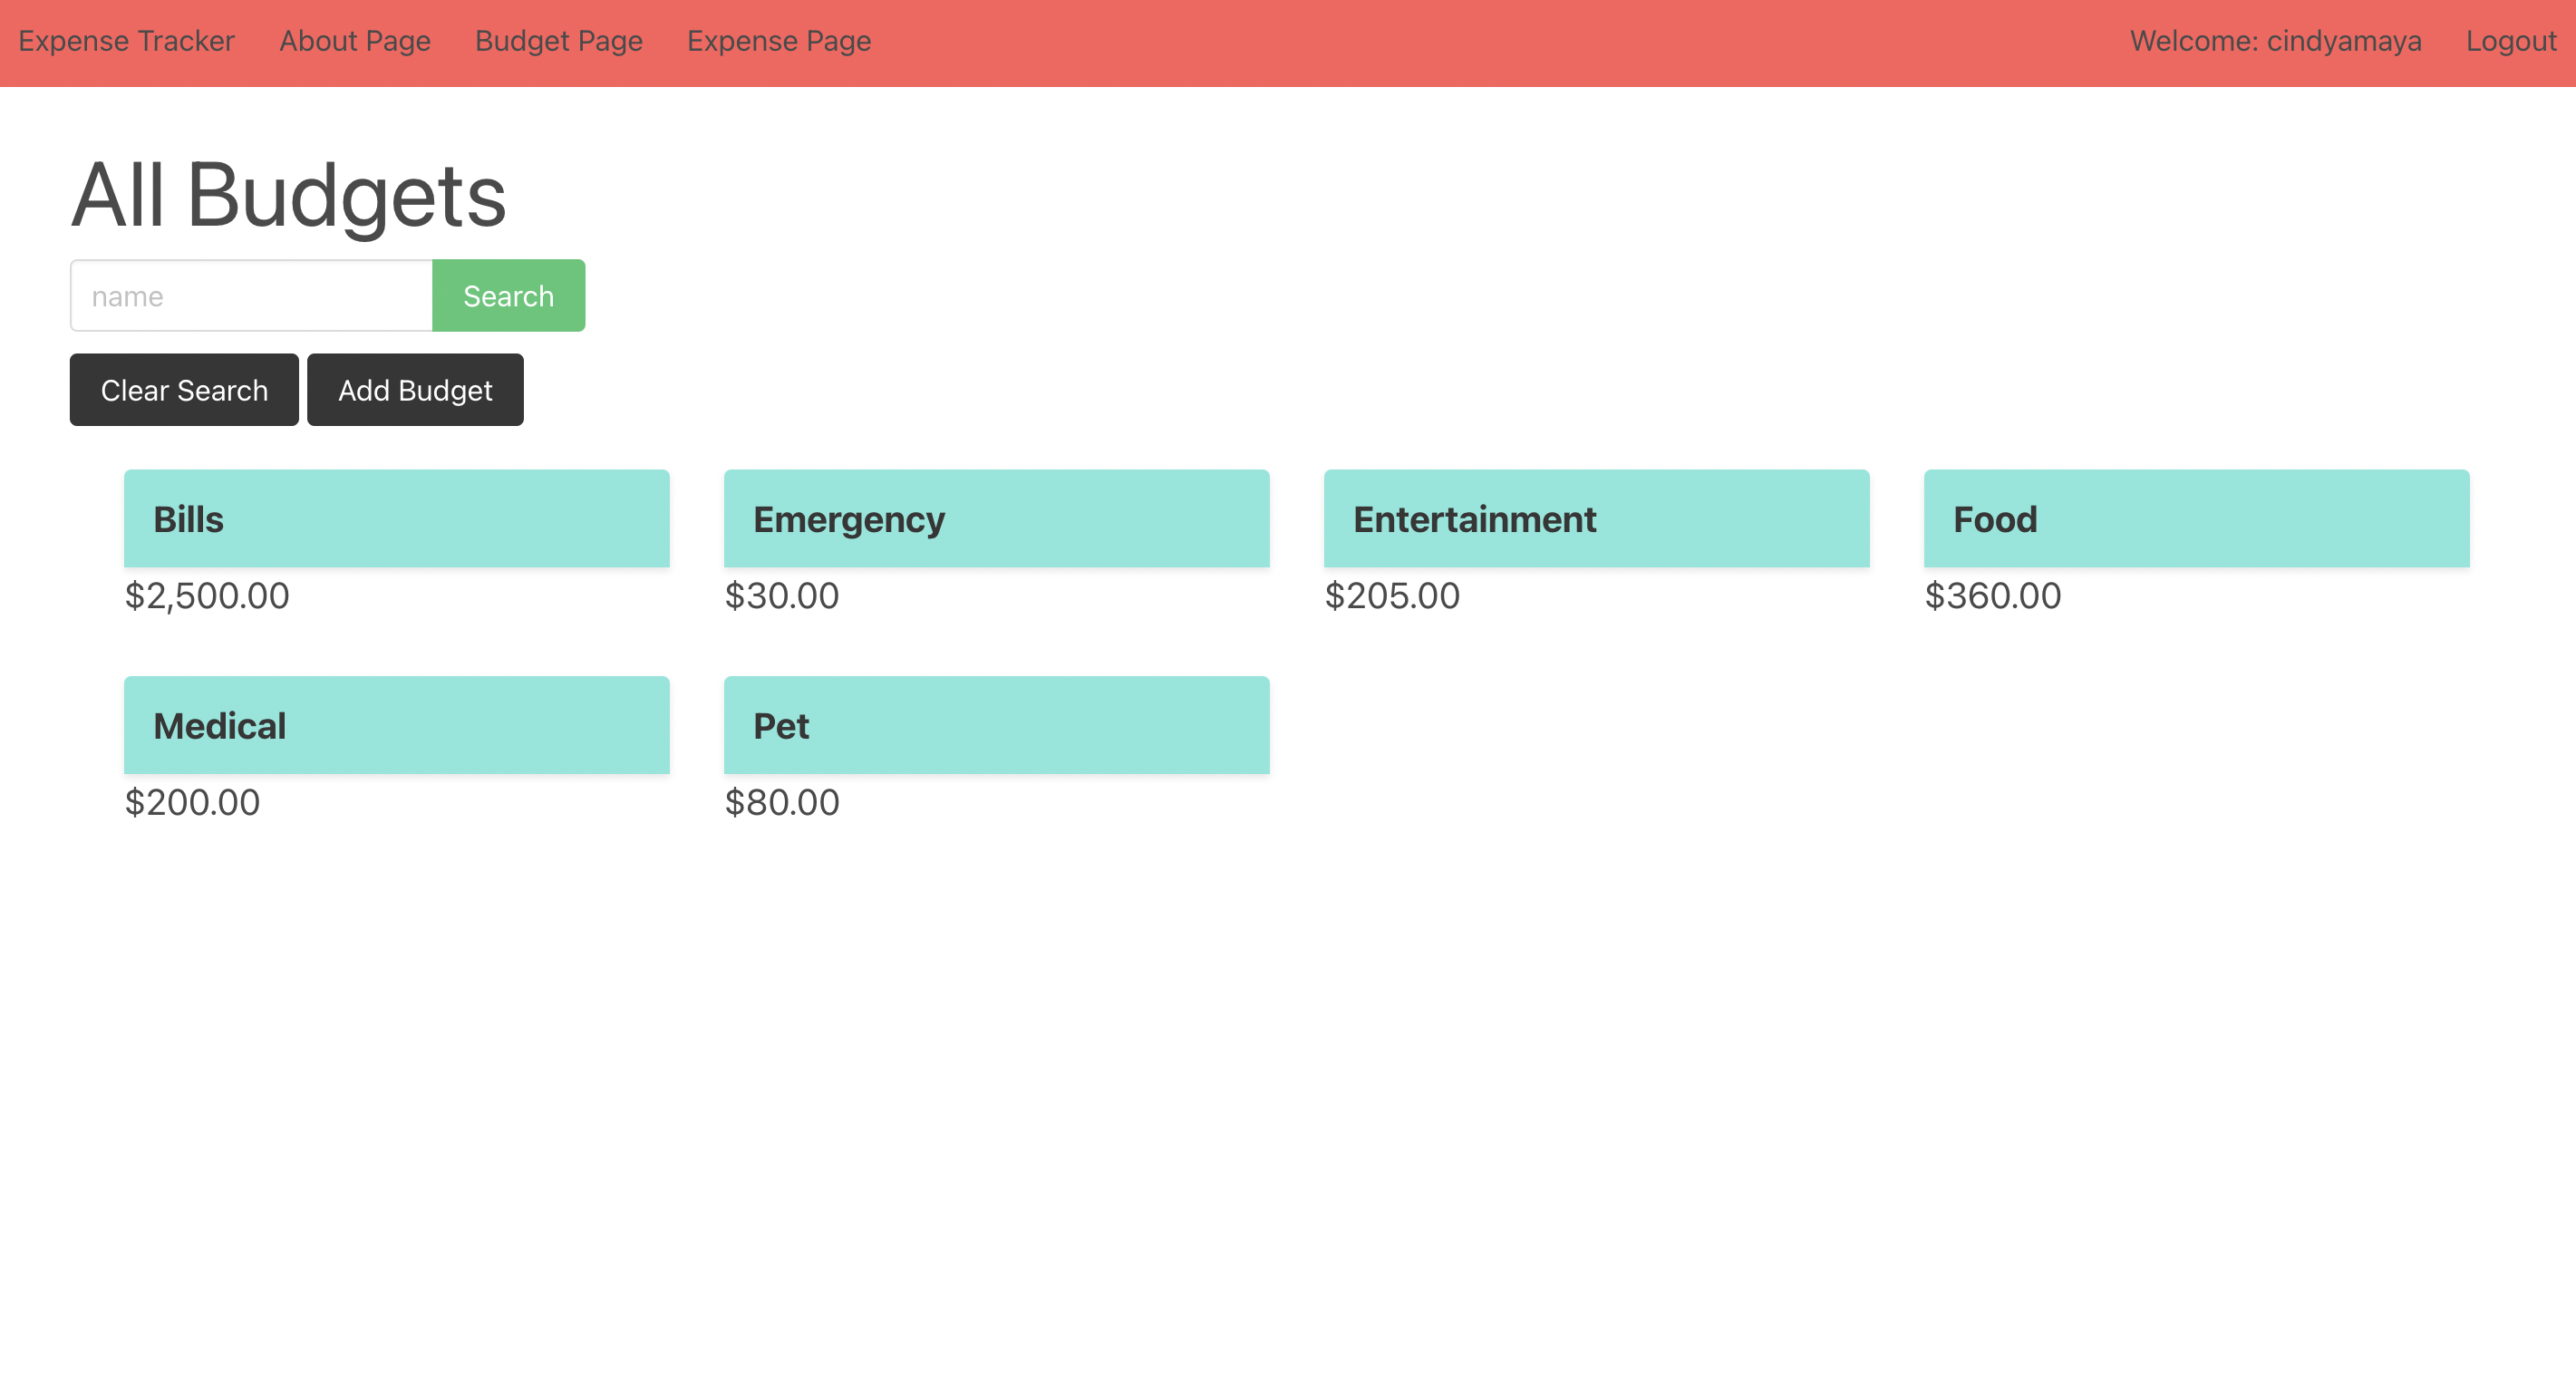 Expense Tracker About Page Budget Page Expense Page Welcome: cindyamaya Logout
All Budgets
name Search
Clear Search Add Budget
Bills Emergency Entertainment Food
$2,500.00 $30.00 $205.00 $360.00
Medical Pet
$200.00 $80.00